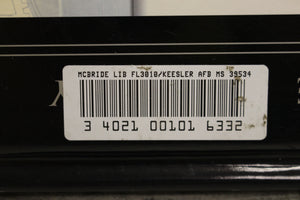 MCBRIDE LIB FL3010/KEESLER AFB MS 39534
3 4021 00101 6332